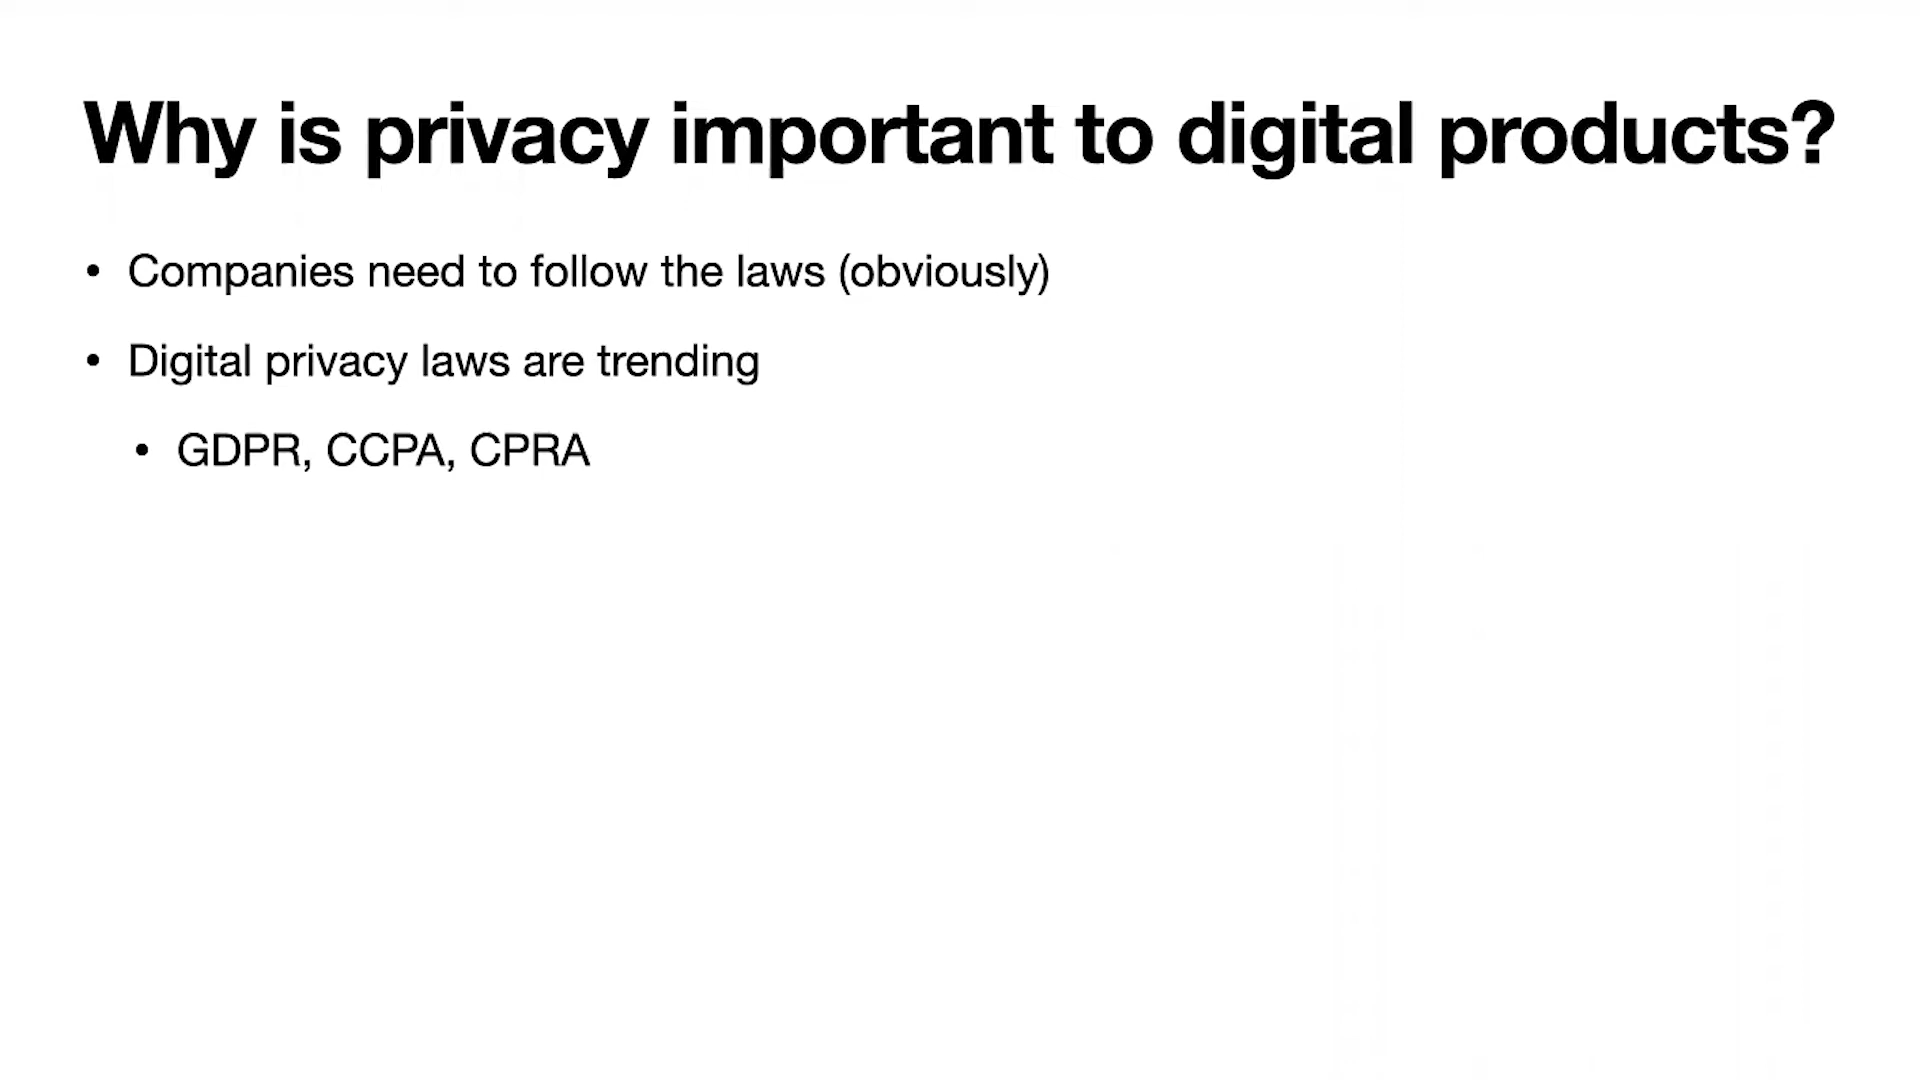 Why is privacy important to digital products?
• Companies need to follow the laws (obviously)
• Digital privacy laws are trending
• GDPR, CCPA, CPRA